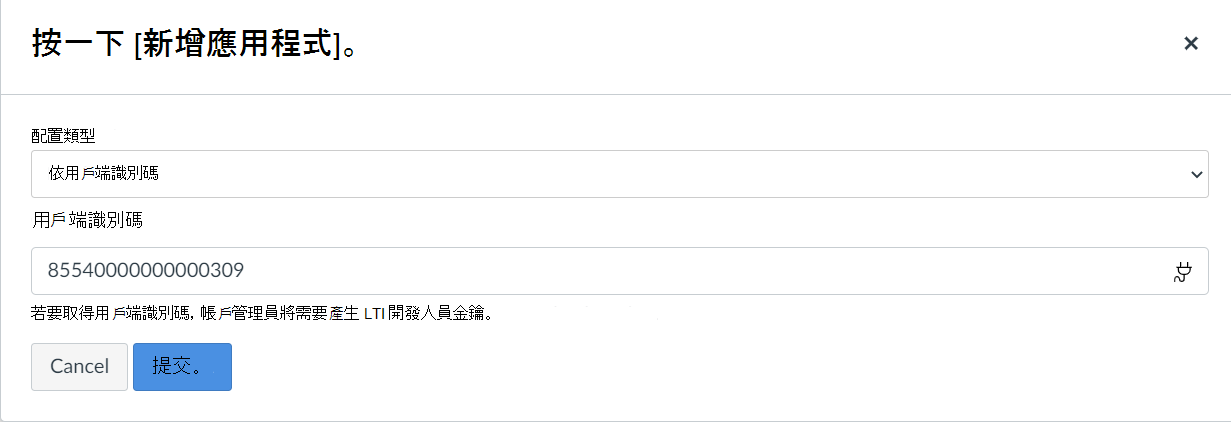 按一下 [新增應用程式]。
配置類型
依用戶端識別碼
用戶端識別碼
85540000000000309
若要取得用戶端識別碼, 帳戶管理員將需要產生 LTI 開發人員金鑰。
Cancel 提交。